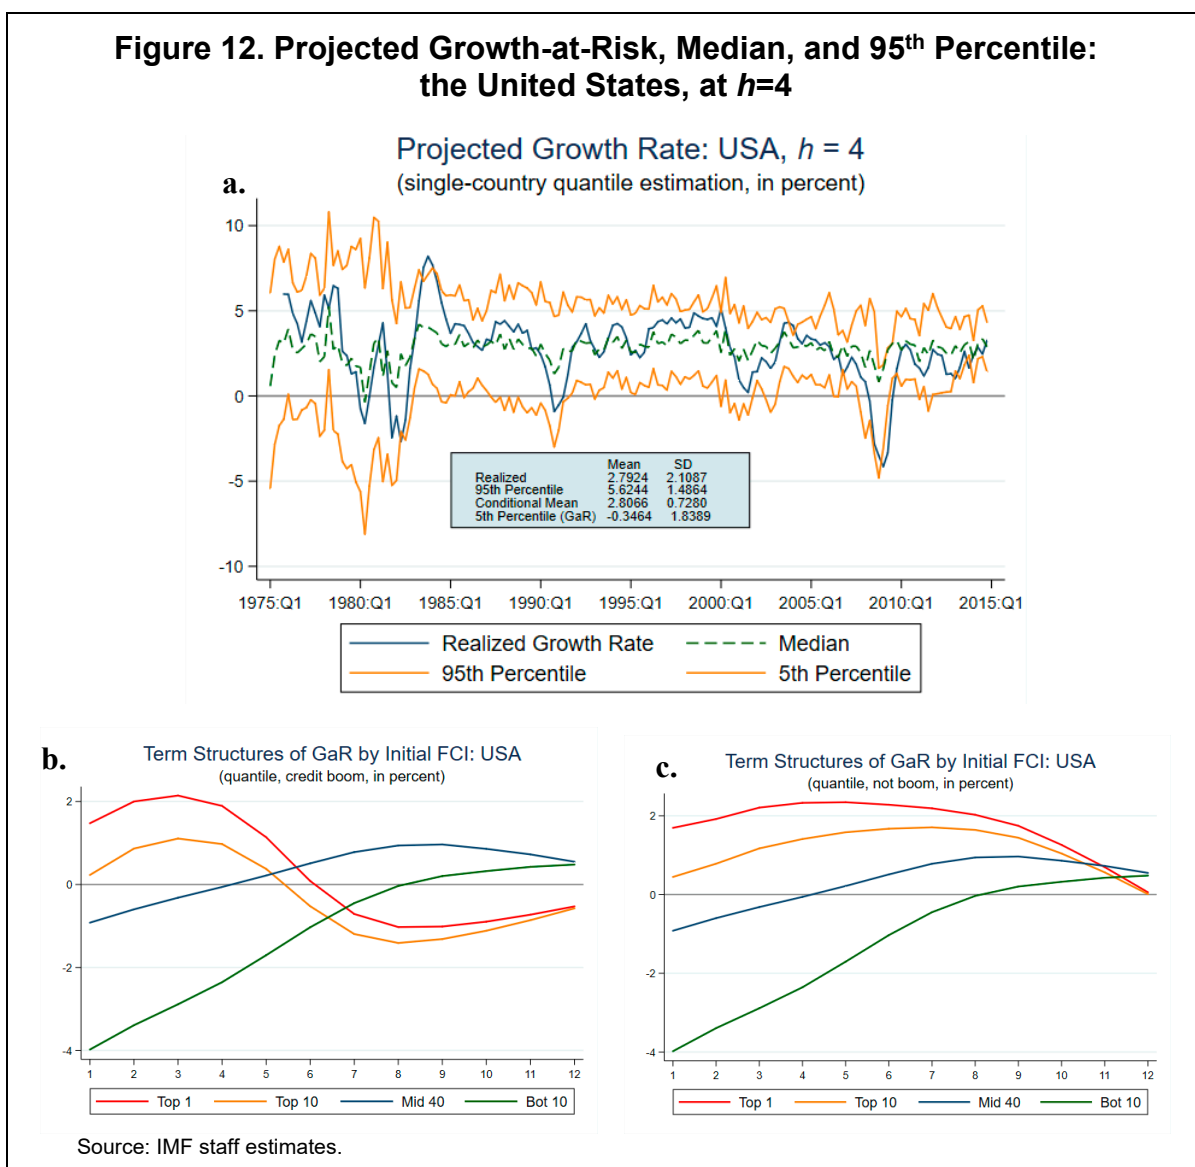 Figure 12. Projected Growth-at-Risk, Median, and 95th Percentile:
the United States, at h=4
Projected Growth Rate: USA, h = 4
a.
(single-country quantile estimation, in percent)
10
5
0
-5
-10
Mean SD
Realized 2.7924 2.1087
95th Percentile 5.6244 1.4864
Conditional Mean 2.8066 0.7280
5th Percentile (GaR) -0.3464 1.8389
1975:Q1 1980:Q1 1985:Q1 1990:Q1 1995:Q1 2000:Q1 2005:Q1 2010:Q1 2015:Q1
Realized Growth Rate Median
95th Percentile 5th Percentile
b.
Term Structures of GaR by Initial FCI: USA
(quantile, credit boom, in percent)
2
0
-2
-4
1 2 3 4 5 6 7 8 9 10 11 12
Top 1 Top 10 Mid 40 Bot 10
c.
Term Structures of GaR by Initial FCI: USA
(quantile, not boom, in percent)
2
0
-2
-4
1 2 3 4 5 6 7 8 9 10 11 12
Top 1 Top 10 Mid 40 Bot 10
Source: IMF staff estimates.